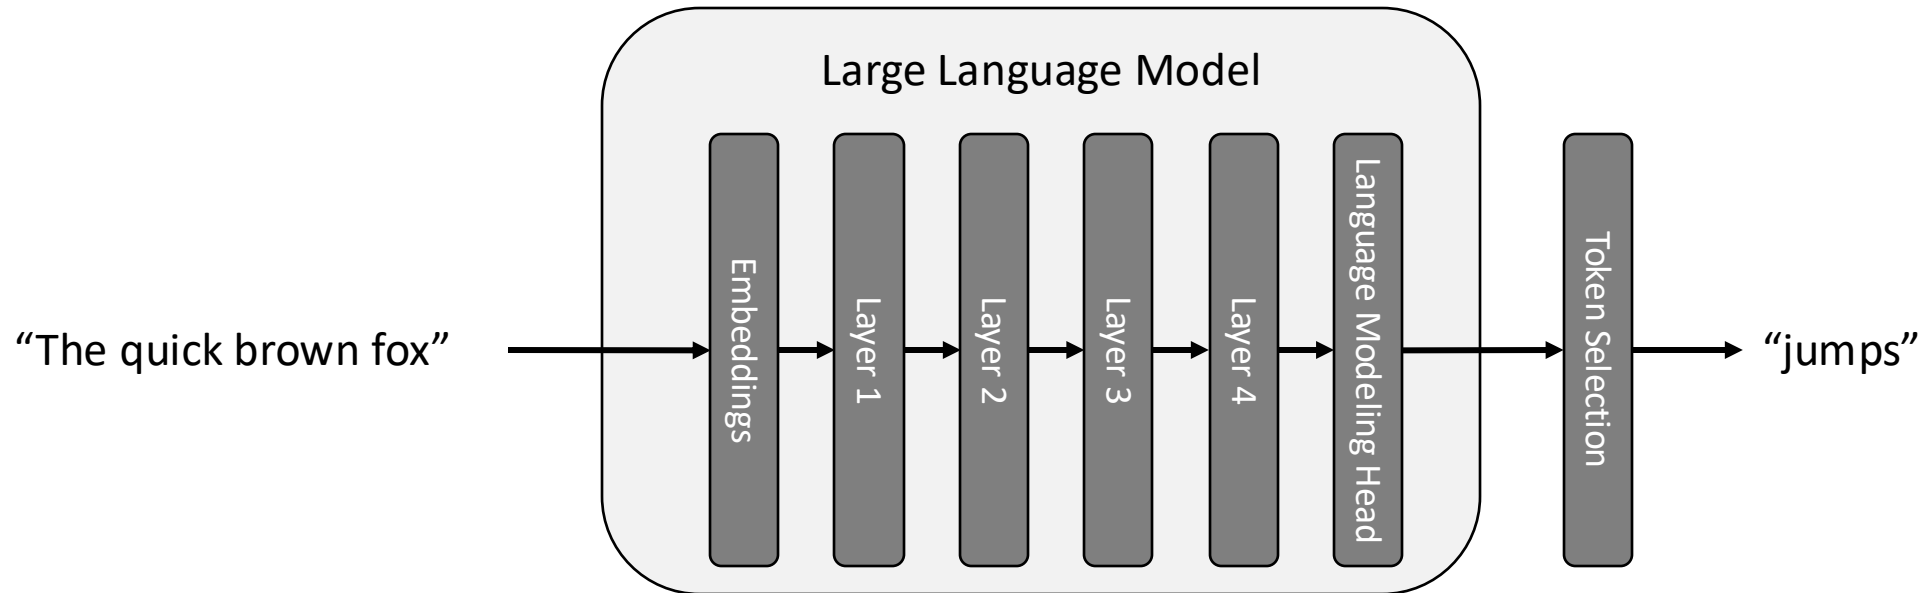 Large Language Model
“The quick brown fox”
Embeddings
Layer 1
Layer 2
Layer 3
Layer 4
Language Modeling Head
Token Selection
“jumps”